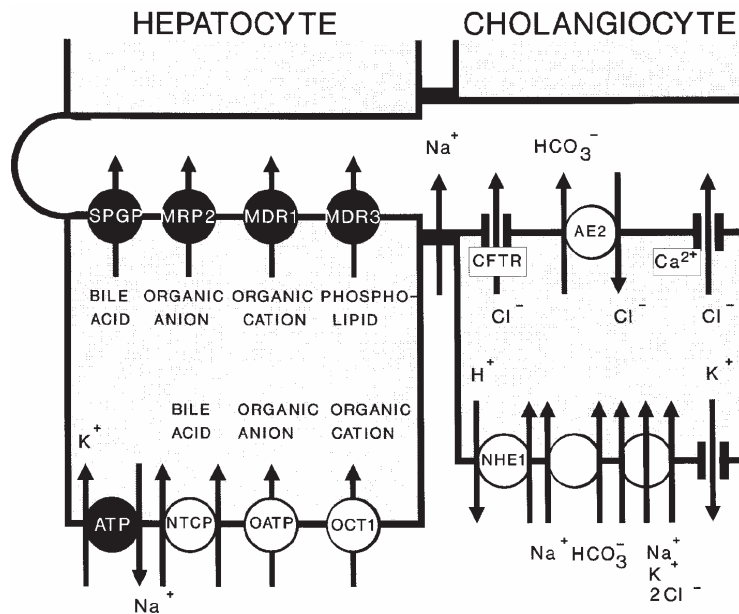 HEPATOCYTE
CHOLANGIOCYTE
Na⁺
HCO₃⁻
SPGP
MRP2
MDR1
MDR3
AE2
CFTR
Ca²⁺
BILE
ACID
ORGANIC
ANION
ORGANIC
CATION
PHOSPHO-
LIPID
Cl⁻
Cl⁻
Cl⁻
H⁺
K⁺
K⁺
BILE
ACID
ORGANIC
ANION
ORGANIC
CATION
NHE1
ATP
NTCP
OATP
OCT1
Na⁺
Na⁺
HCO₃⁻
Na⁺
K⁺
2Cl⁻